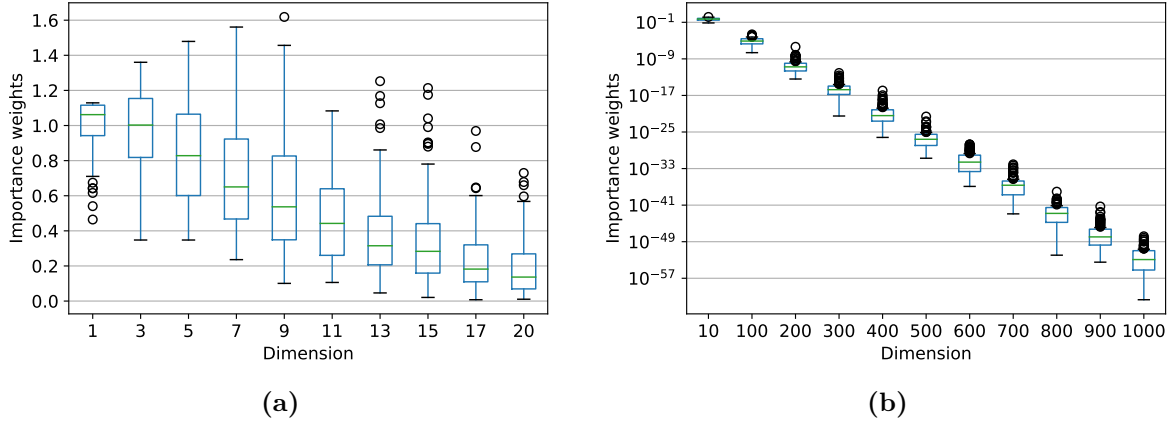 1.6
1.4
1.2
1.0
0.8
0.6
0.4
0.2
0.0
Importance weights
1 3 5 7 9 11 13 15 17 20
Dimension
(a)
10⁻¹
10⁻⁹
10⁻¹⁷
10⁻²⁵
10⁻³³
10⁻⁴¹
10⁻⁴⁹
10⁻⁵⁷
Importance weights
10 100 200 300 400 500 600 700 800 900 1000
Dimension
(b)